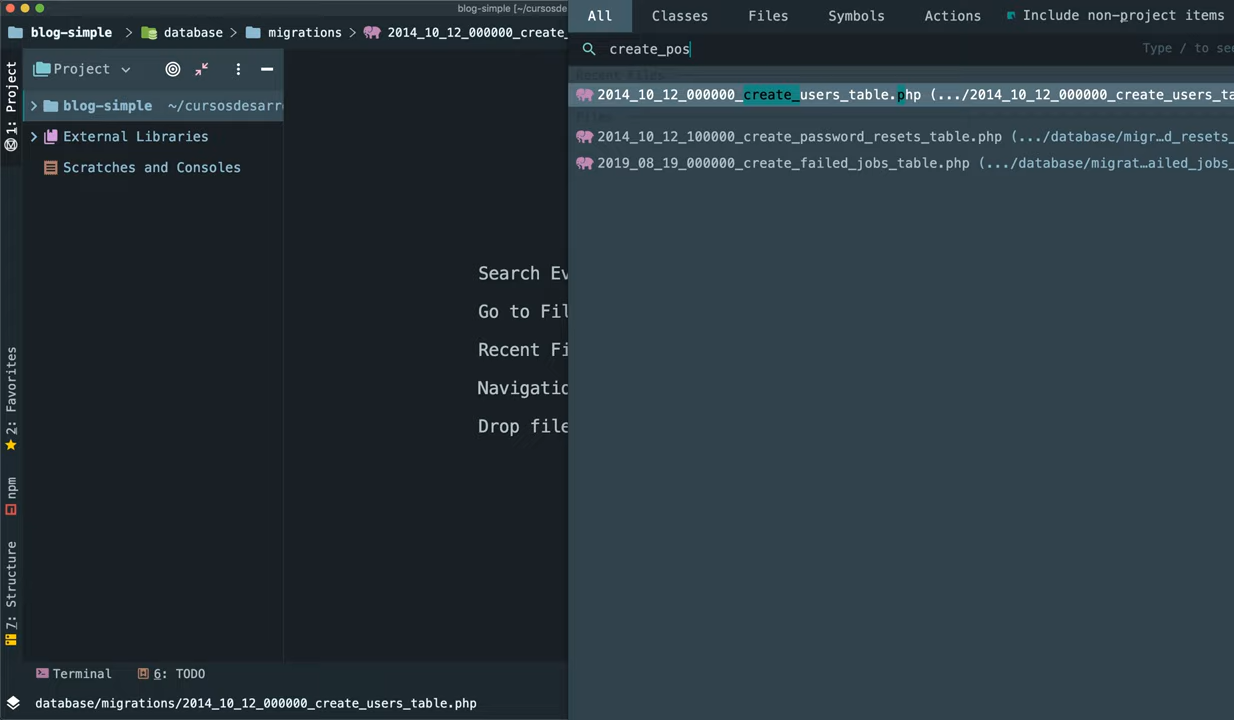 blog-simple [~/cursosde
blog-simple > database > migrations > 2014_10_12_000000_create_
All Classes Files Symbols Actions Include non-project items
create_pos
Type / to se
1: Project
Project
blog-simple ~/cursosdesarr
External Libraries
Scratches and Consoles
Recent Files
2014_10_12_000000_create_users_table.php (.../2014_10_12_000000_create_users_ta
Files
2014_10_12_100000_create_password_resets_table.php (.../database/migr…d_resets_
2019_08_19_000000_create_failed_jobs_table.php (.../database/migrat…ailed_jobs_
Search Ev
Go to Fil
Recent Fi
Navigatio
Drop file
2: Favorites
npm
7: Structure
Terminal
6: TODO
database/migrations/2014_10_12_000000_create_users_table.php